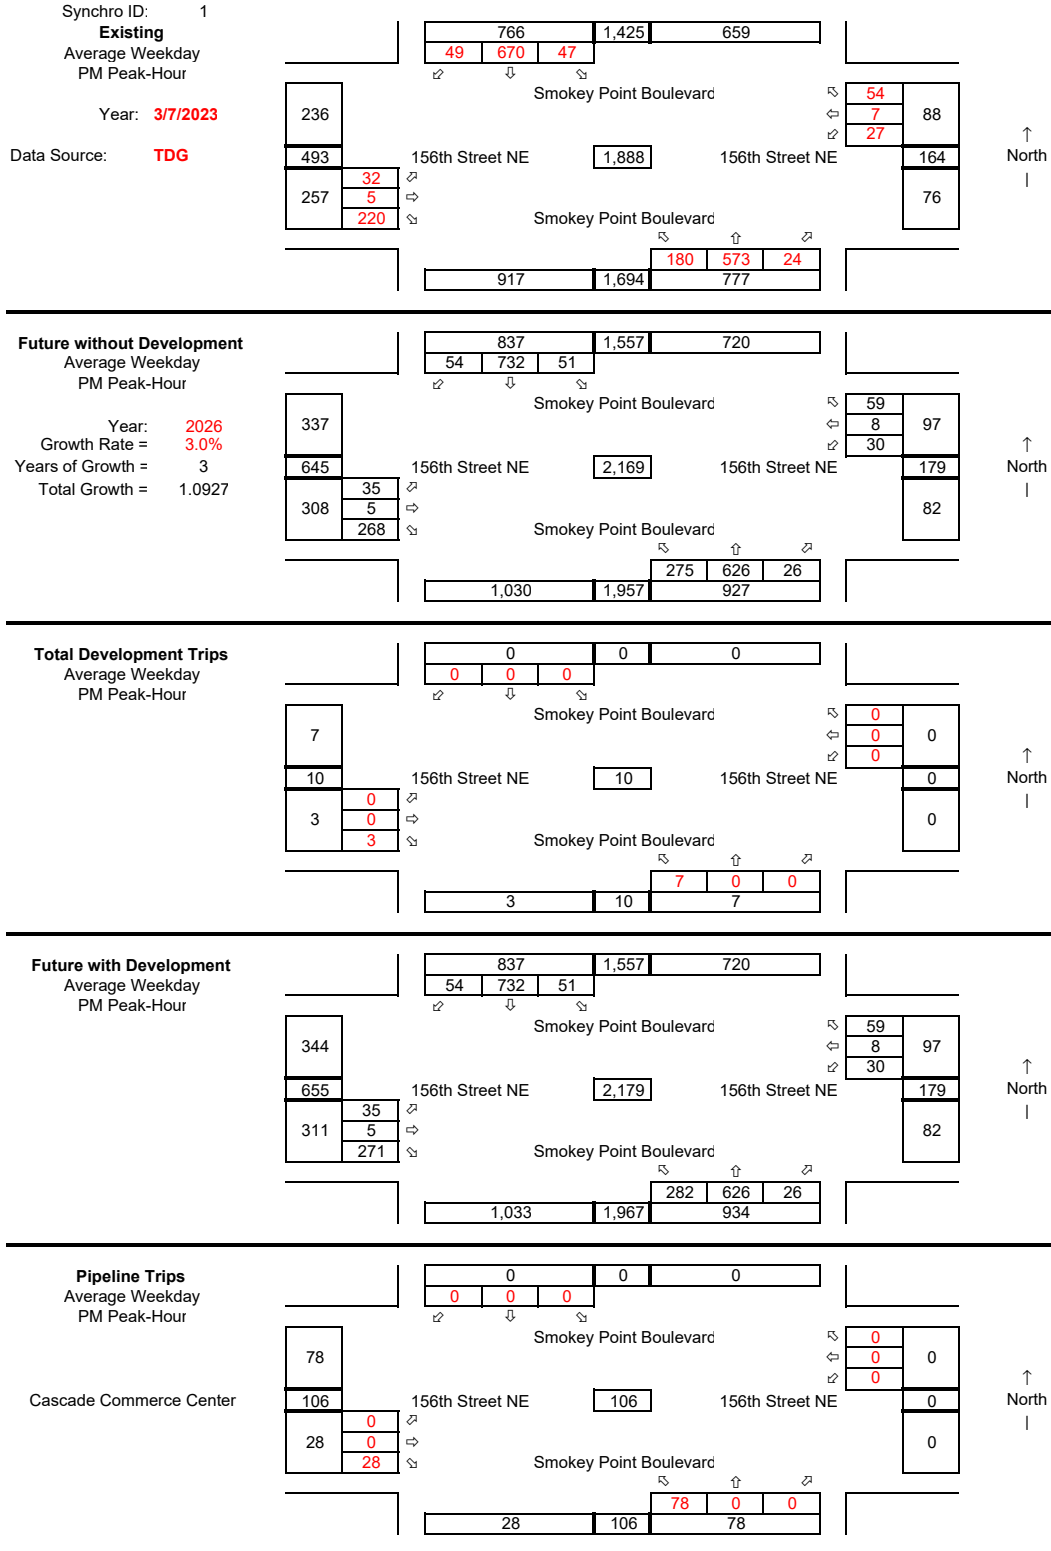 Synchro ID: 1
Existing
Average Weekday
PM Peak-Hour
Year: 3/7/2023
Data Source: TDG
766 1,425 659
49 670 47
Smokey Point Boulevard
236
54
7 88
27
493 156th Street NE 1,888 156th Street NE 164
North
32
257 5 76
220
Smokey Point Boulevard
180 573 24
917 1,694 777
Future without Development
Average Weekday
PM Peak-Hour
Year: 2026
Growth Rate = 3.0%
Years of Growth = 3
Total Growth = 1.0927
837 1,557 720
54 732 51
Smokey Point Boulevard
337
59
8 97
30
645 156th Street NE 2,169 156th Street NE 179
North
35
308 5 82
268
Smokey Point Boulevard
275 626 26
1,030 1,957 927
Total Development Trips
Average Weekday
PM Peak-Hour
0 0 0
0 0 0
Smokey Point Boulevard
7
0
0 0
0
10 156th Street NE 10 156th Street NE 0
North
0
3 0 0
3
Smokey Point Boulevard
7 0 0
3 10 7
Future with Development
Average Weekday
PM Peak-Hour
837 1,557 720
54 732 51
Smokey Point Boulevard
344
59
8 97
30
655 156th Street NE 2,179 156th Street NE 179
North
35
311 5 82
271
Smokey Point Boulevard
282 626 26
1,033 1,967 934
Pipeline Trips
Average Weekday
PM Peak-Hour
Cascade Commerce Center
0 0 0
0 0 0
Smokey Point Boulevard
78
0
0 0
0
106 156th Street NE 106 156th Street NE 0
North
0
28 0 0
28
Smokey Point Boulevard
78 0 0
28 106 78